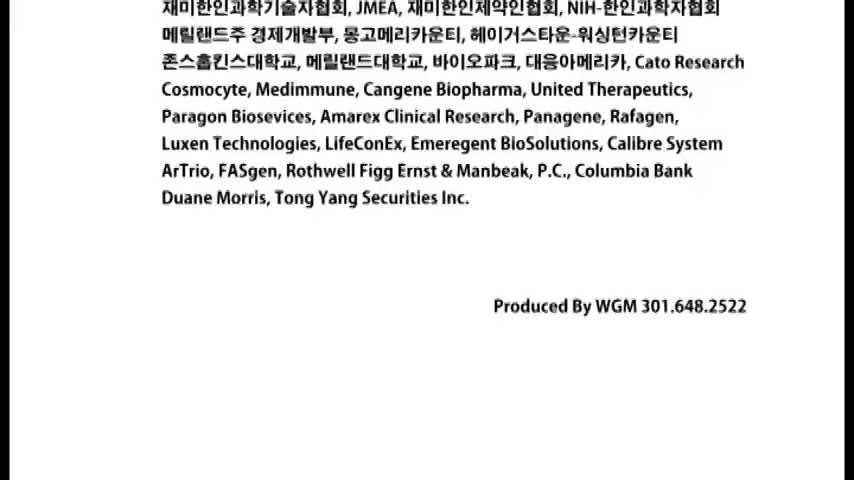 재미한인과학기술자협회, JMEA, 재미한인제약인협회, NIH-한인과학자협회
메릴랜드주 경제개발부, 몽고메리카운티, 헤이거스타운-워싱턴카운티
존스홉킨스대학교, 메릴랜드대학교, 바이오파크, 대응아메리카, Cato Research
Cosmocyte, Medimmune, Cangene Biopharma, United Therapeutics,
Paragon Biosevices, Amarex Clinical Research, Panagene, Rafagen,
Luxen Technologies, LifeConEx, Emeregent BioSolutions, Calibre System
ArTrio, FASgen, Rothwell Figg Ernst & Manbeak, P.C., Columbia Bank
Duane Morris, Tong Yang Securities Inc.
Produced By WGM 301.648.2522